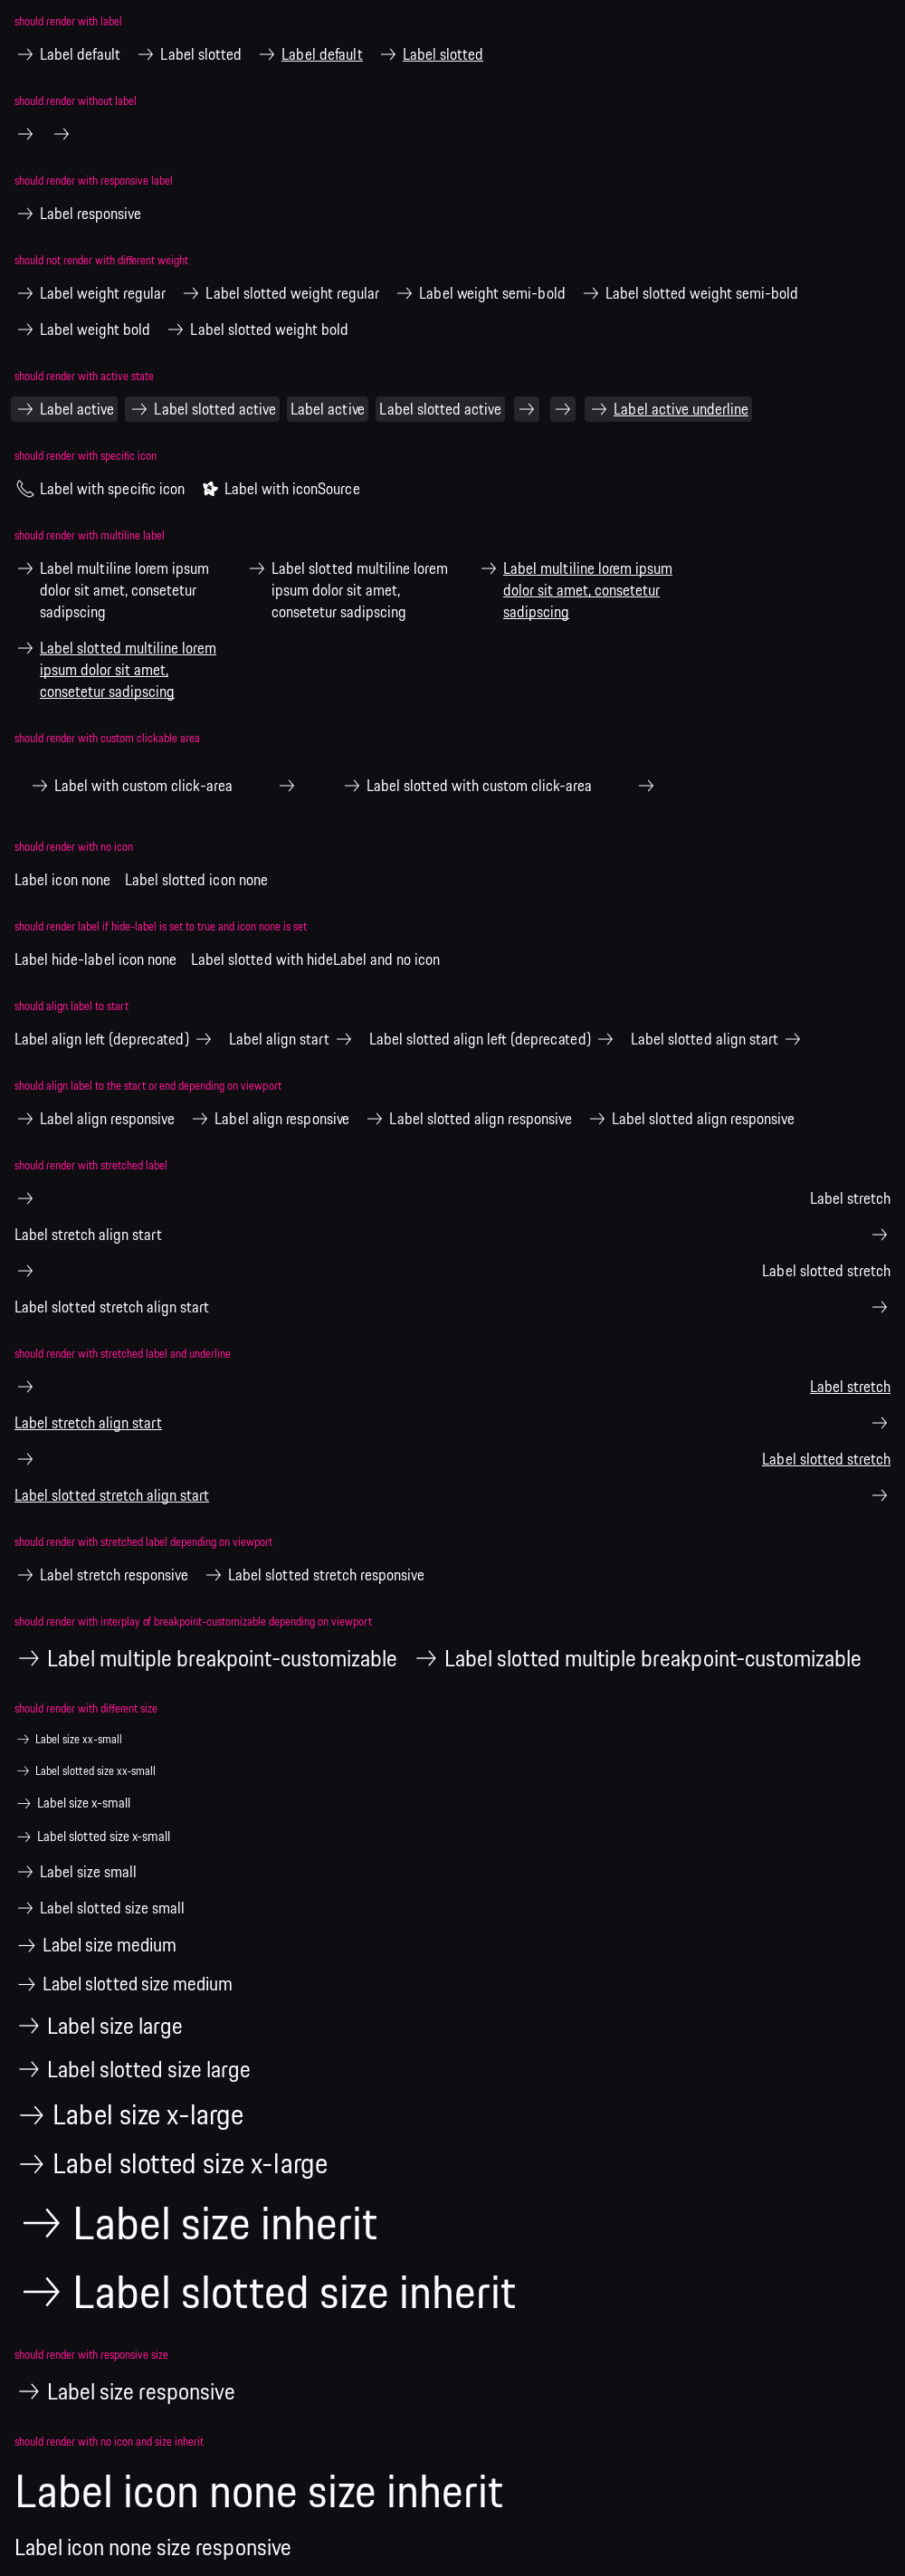 should render with label
Label default Label slotted Label default Label slotted
should render without label
should render with responsive label
Label responsive
should not render with different weight
Label weight regular Label slotted weight regular Label weight semi-bold Label slotted weight semi-bold
Label weight bold Label slotted weight bold
should render with active state
Label active Label slotted active Label active Label slotted active Label active underline
should render with specific icon
Label with specific icon Label with iconSource
should render with multiline label
Label multiline lorem ipsum Label slotted multiline lorem Label multiline lorem ipsum
dolor sit amet, consetetur ipsum dolor sit amet, dolor sit amet, consetetur
sadipscing consetetur sadipscing sadipscing
Label slotted multiline lorem
ipsum dolor sit amet,
consetetur sadipscing
should render with custom clickable area
Label with custom click-area Label slotted with custom click-area
should render with no icon
Label icon none Label slotted icon none
should render label if hide-label is set to true and icon none is set
Label hide-label icon none Label slotted with hideLabel and no icon
should align label to start
Label align left (deprecated) Label align start Label slotted align left (deprecated) Label slotted align start
should align label to the start or end depending on viewport
Label align responsive Label align responsive Label slotted align responsive Label slotted align responsive
should render with stretched label
Label stretch
Label stretch align start
Label slotted stretch
Label slotted stretch align start
should render with stretched label and underline
Label stretch
Label stretch align start
Label slotted stretch
Label slotted stretch align start
should render with stretched label depending on viewport
Label stretch responsive Label slotted stretch responsive
should render with interplay of breakpoint-customizable depending on viewport
Label multiple breakpoint-customizable Label slotted multiple breakpoint-customizable
should render with different size
Label size xx-small
Label slotted size xx-small
Label size x-small
Label slotted size x-small
Label size small
Label slotted size small
Label size medium
Label slotted size medium
Label size large
Label slotted size large
Label size x-large
Label slotted size x-large
Label size inherit
Label slotted size inherit
should render with responsive size
Label size responsive
should render with no icon and size inherit
Label icon none size inherit
Label icon none size responsive